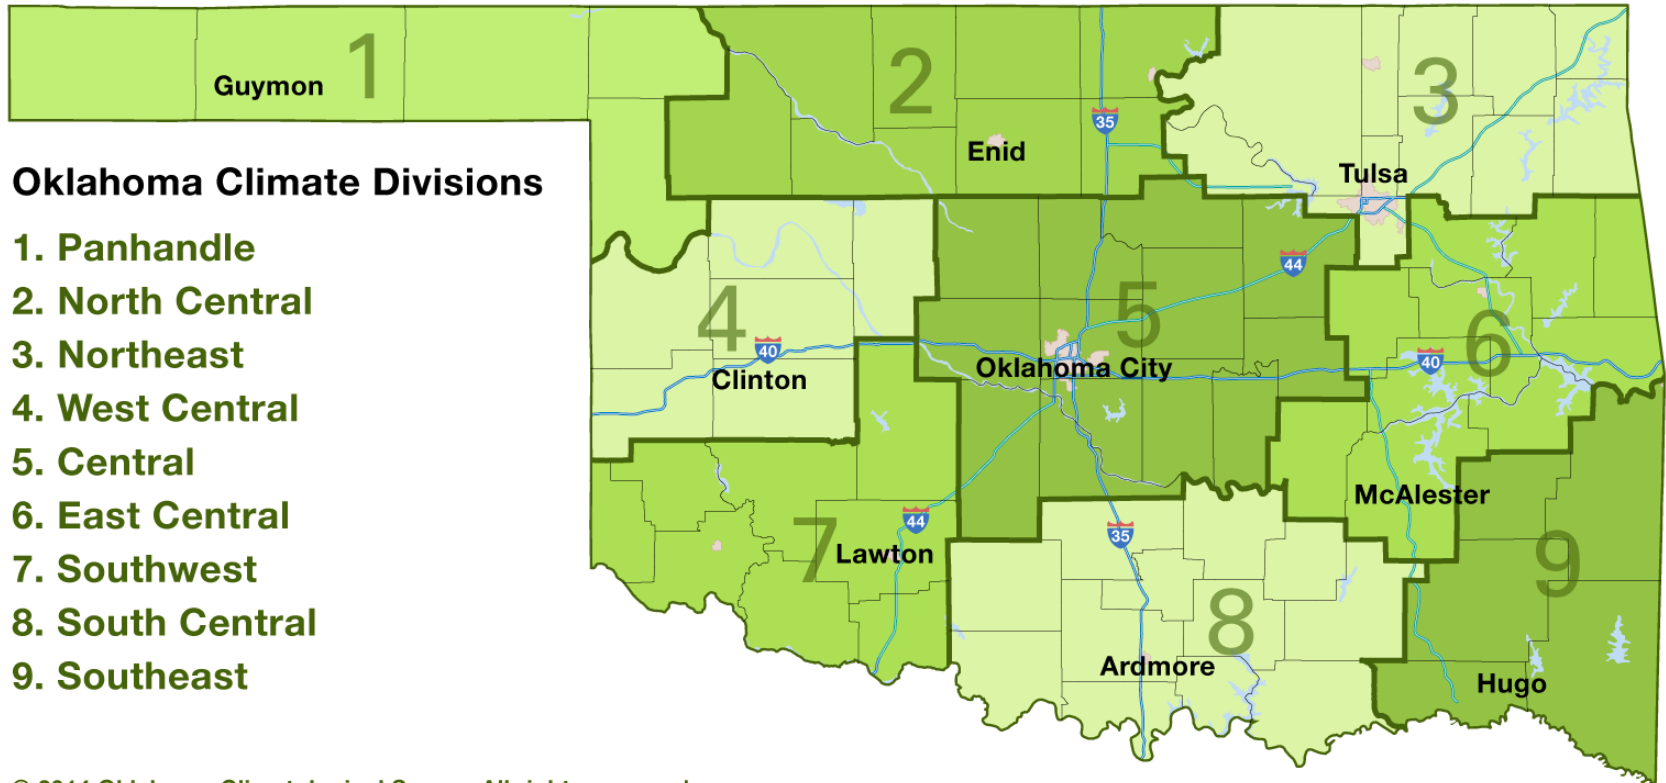 1
Guymon
2
3
35
Enid
Tulsa
Oklahoma Climate Divisions
1. Panhandle
2. North Central
3. Northeast
4. West Central
5. Central
6. East Central
7. Southwest
8. South Central
9. Southeast
44
4
5
6
40
Clinton
Oklahoma City
40
McAlester
7
44
Lawton
35
9
8
Ardmore
Hugo